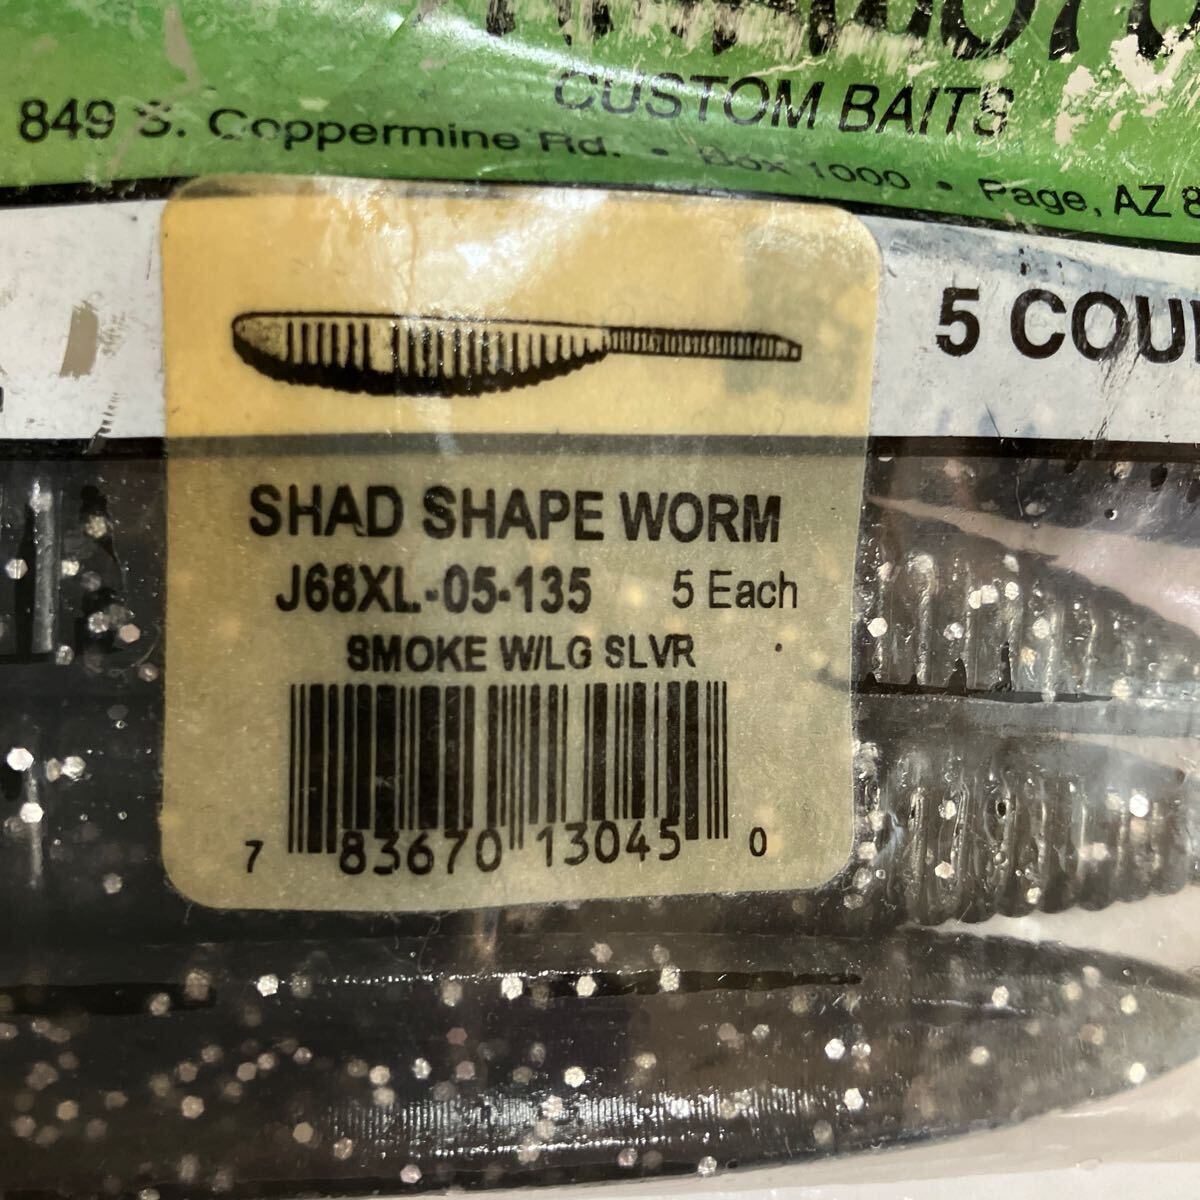 CUSTOM BAITS
849 S. Coppermine Rd. • Box 1000 • Page, AZ 8
5 COU
SHAD SHAPE WORM
J68XL-05-135 5 Each
SMOKE W/LG SLVR
7 83670 13045 0